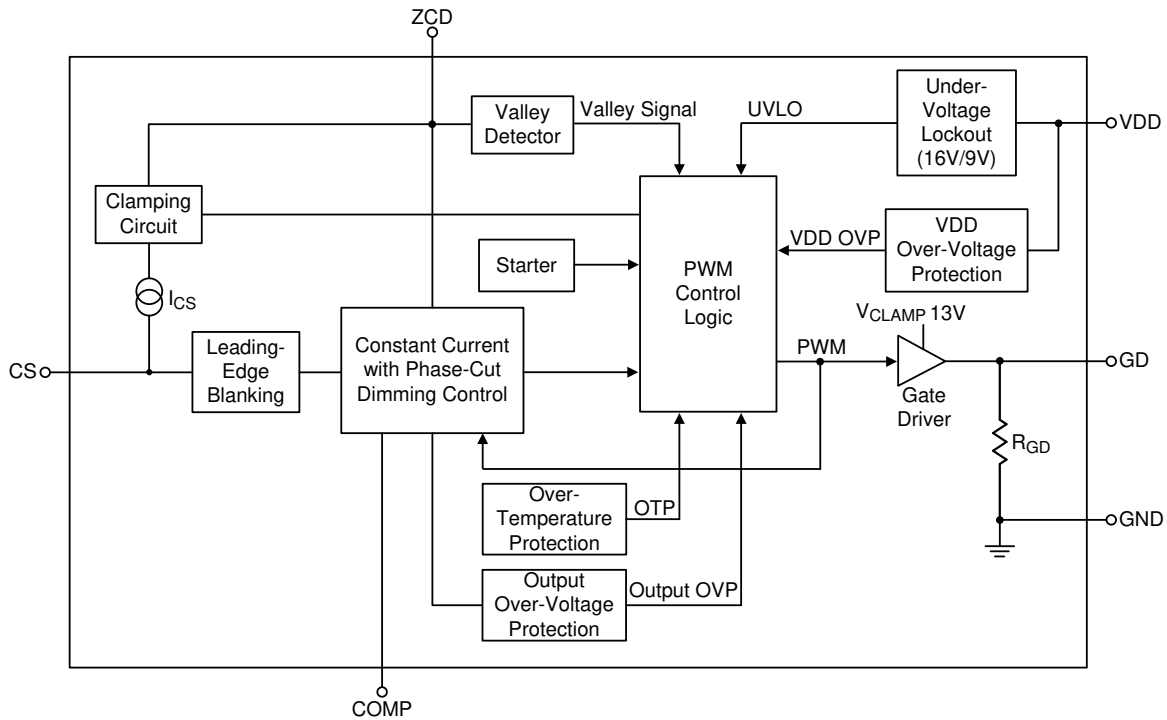 ZCD
Valley
Detector
Valley Signal
UVLO
Under-
Voltage
Lockout
(16V/9V)
VDD
Clamping
Circuit
VDD OVP
VDD
Over-Voltage
Protection
Starter
PWM
Control
Logic
ICS
VCLAMP 13V
CS
Leading-
Edge
Blanking
Constant Current
with Phase-Cut
Dimming Control
PWM
Gate
Driver
GD
RGD
Over-
Temperature
Protection
OTP
GND
Output
Over-Voltage
Protection
Output OVP
COMP